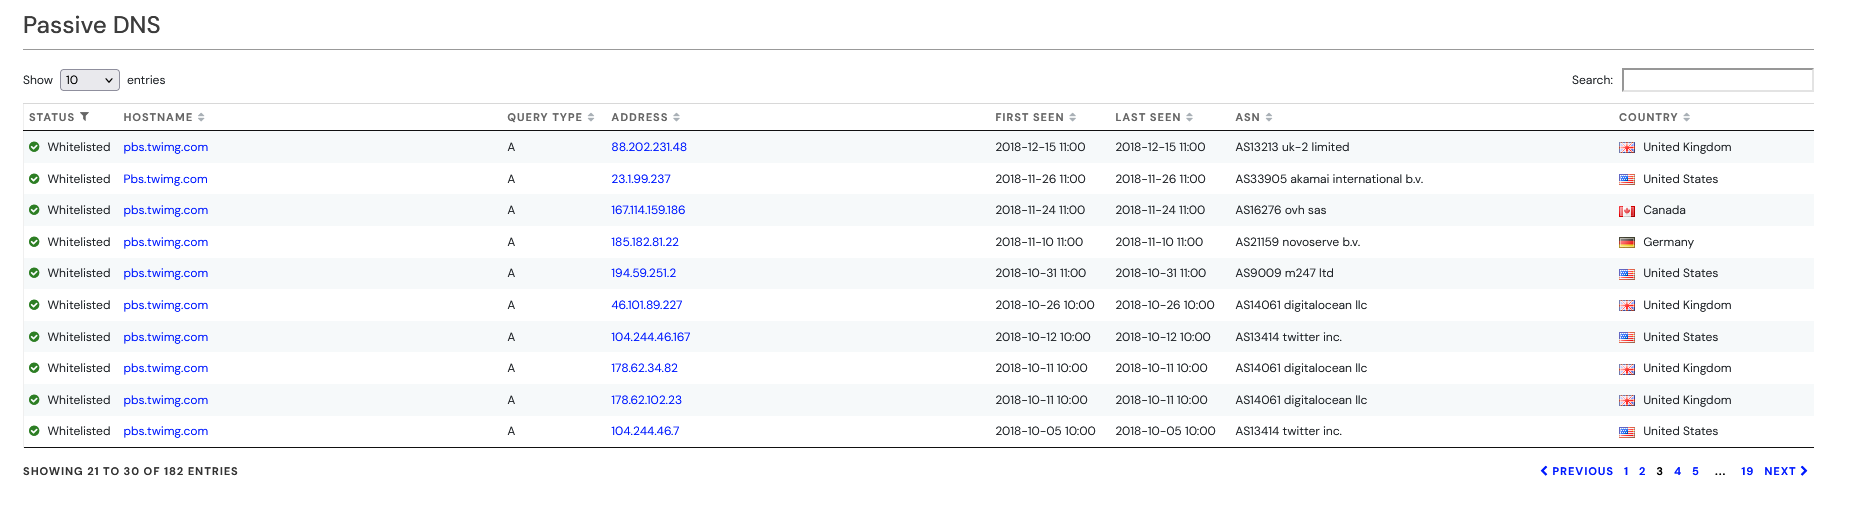 Passive DNS
Show 10 entries Search:
STATUS HOSTNAME QUERY TYPE ADDRESS FIRST SEEN LAST SEEN ASN COUNTRY
Whitelisted pbs.twimg.com A 88.202.231.48 2018-12-15 11:00 2018-12-15 11:00 AS13213 uk-2 limited United Kingdom
Whitelisted Pbs.twimg.com A 23.1.99.237 2018-11-26 11:00 2018-11-26 11:00 AS33905 akamai international b.v. United States
Whitelisted pbs.twimg.com A 167.114.159.186 2018-11-24 11:00 2018-11-24 11:00 AS16276 ovh sas Canada
Whitelisted pbs.twimg.com A 185.182.81.22 2018-11-10 11:00 2018-11-10 11:00 AS21159 novoserve b.v. Germany
Whitelisted pbs.twimg.com A 194.59.251.2 2018-10-31 11:00 2018-10-31 11:00 AS9009 m247 ltd United States
Whitelisted pbs.twimg.com A 46.101.89.227 2018-10-26 10:00 2018-10-26 10:00 AS14061 digitalocean llc United Kingdom
Whitelisted pbs.twimg.com A 104.244.46.167 2018-10-12 10:00 2018-10-12 10:00 AS13414 twitter inc. United States
Whitelisted pbs.twimg.com A 178.62.34.82 2018-10-11 10:00 2018-10-11 10:00 AS14061 digitalocean llc United Kingdom
Whitelisted pbs.twimg.com A 178.62.102.23 2018-10-11 10:00 2018-10-11 10:00 AS14061 digitalocean llc United Kingdom
Whitelisted pbs.twimg.com A 104.244.46.7 2018-10-05 10:00 2018-10-05 10:00 AS13414 twitter inc. United States
SHOWING 21 TO 30 OF 182 ENTRIES PREVIOUS 1 2 3 4 5 ... 19 NEXT